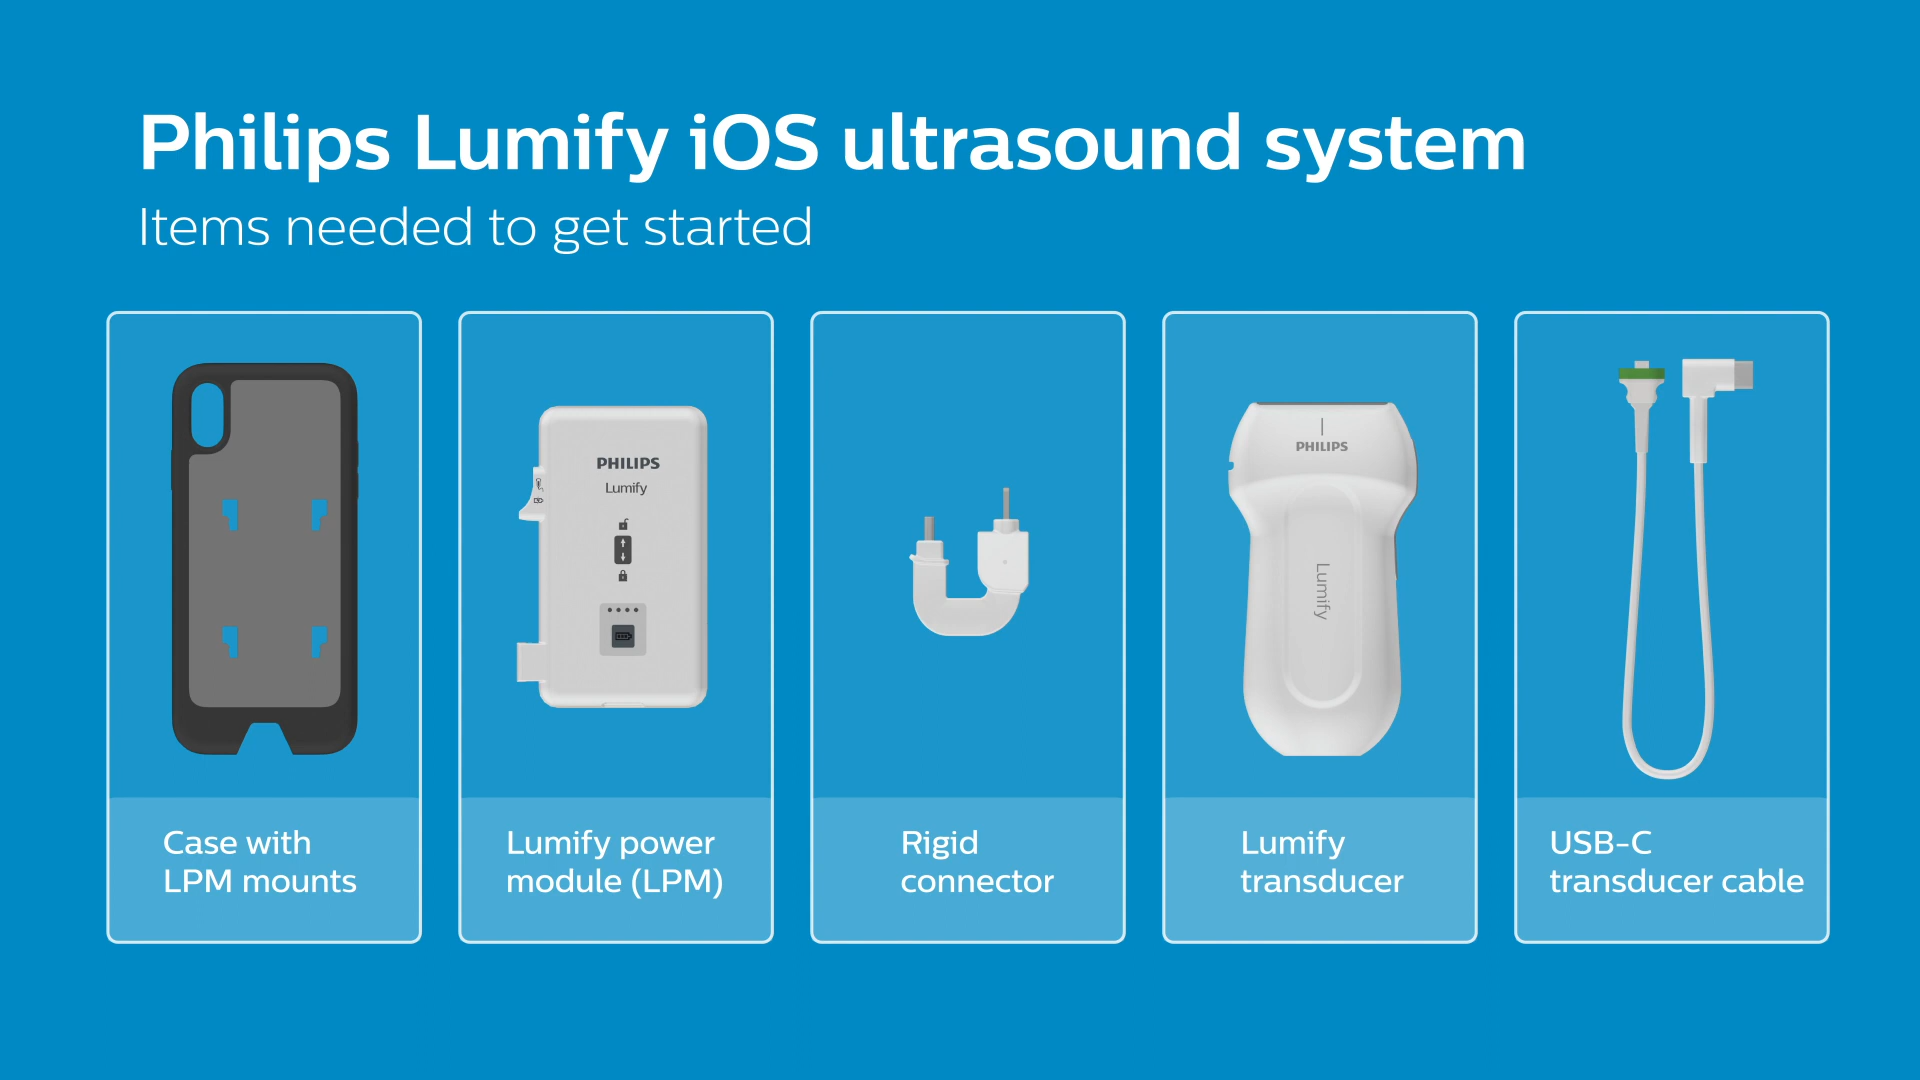 Philips Lumify iOS ultrasound system
Items needed to get started
PHILIPS
Lumify
PHILIPS
Lumify
Case with
LPM mounts
Lumify power
module (LPM)
Rigid
connector
Lumify
transducer
USB-C
transducer cable